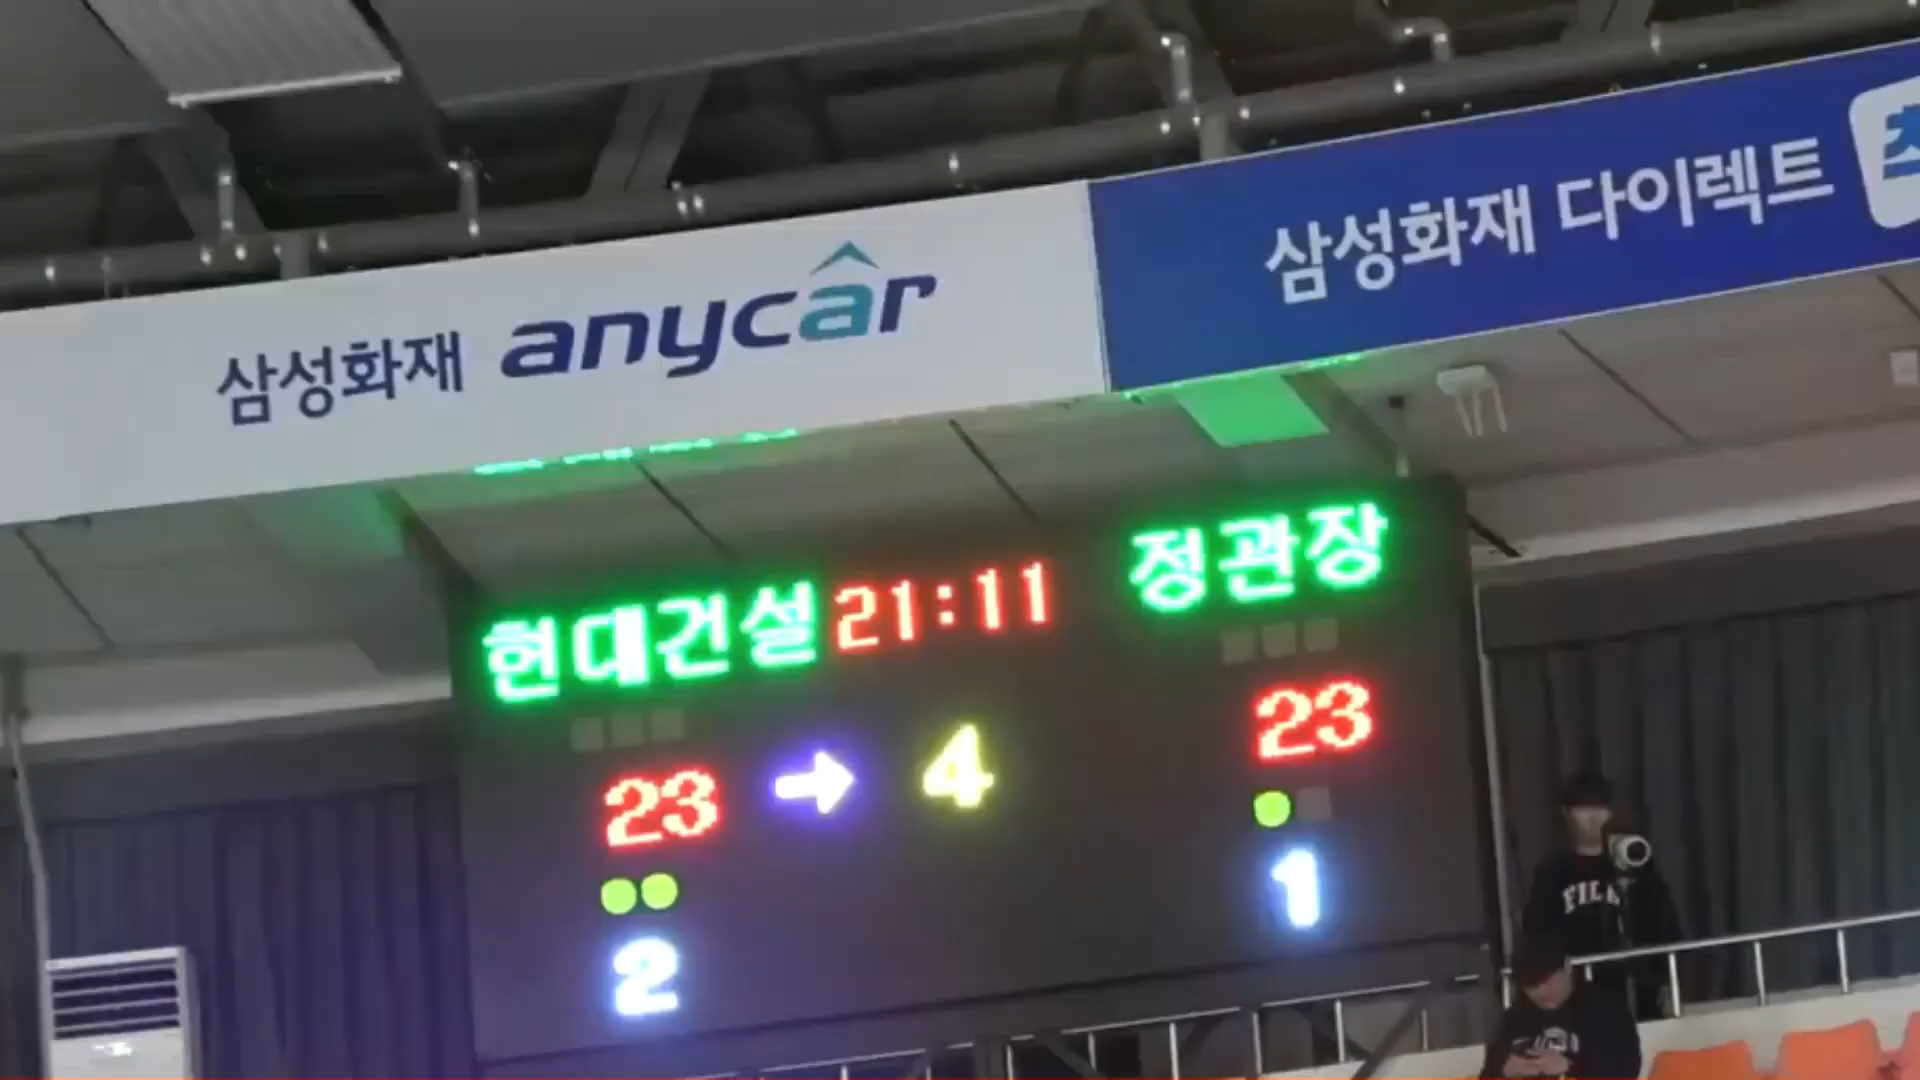 삼성화재 anycar
삼성화재 다이렉트
현대건설 21:11 정관장
23 → 4 23
2 1
FILA